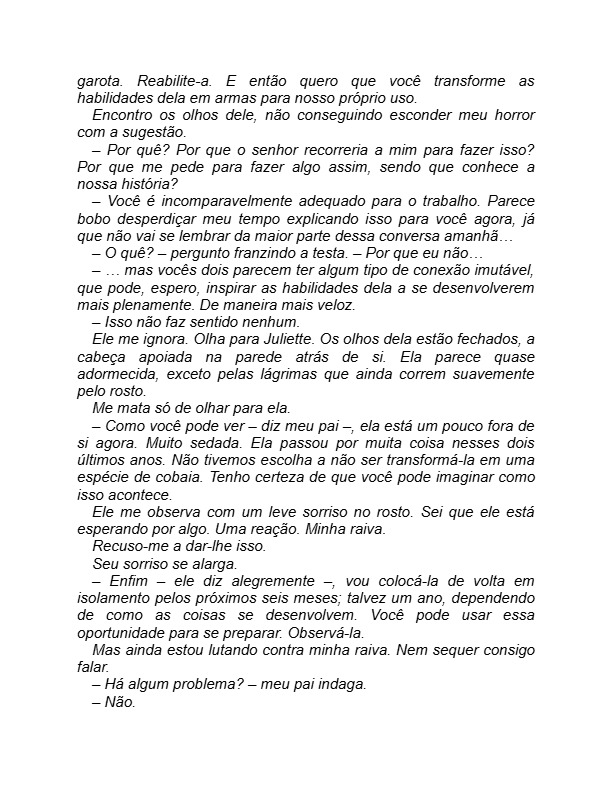 garota. Reabilite-a. E então quero que você transforme as
habilidades dela em armas para nosso próprio uso.
Encontro os olhos dele, não conseguindo esconder meu horror
com a sugestão.
– Por quê? Por que o senhor recorreria a mim para fazer isso?
Por que me pede para fazer algo assim, sendo que conhece a
nossa história?
– Você é incomparavelmente adequado para o trabalho. Parece
bobo desperdiçar meu tempo explicando isso para você agora, já
que não vai se lembrar da maior parte dessa conversa amanhã…
– O quê? – pergunto franzindo a testa. – Por que eu não…
– … mas vocês dois parecem ter algum tipo de conexão imutável,
que pode, espero, inspirar as habilidades dela a se desenvolverem
mais plenamente. De maneira mais veloz.
– Isso não faz sentido nenhum.
Ele me ignora. Olha para Juliette. Os olhos dela estão fechados, a
cabeça apoiada na parede atrás de si. Ela parece quase
adormecida, exceto pelas lágrimas que ainda correm suavemente
pelo rosto.
Me mata só de olhar para ela.
– Como você pode ver – diz meu pai –, ela está um pouco fora de
si agora. Muito sedada. Ela passou por muita coisa nesses dois
últimos anos. Não tivemos escolha a não ser transformá-la em uma
espécie de cobaia. Tenho certeza de que você pode imaginar como
isso acontece.
Ele me observa com um leve sorriso no rosto. Sei que ele está
esperando por algo. Uma reação. Minha raiva.
Recuso-me a dar-lhe isso.
Seu sorriso se alarga.
– Enfim – ele diz alegremente –, vou colocá-la de volta em
isolamento pelos próximos seis meses; talvez um ano, dependendo
de como as coisas se desenvolvem. Você pode usar essa
oportunidade para se preparar. Observá-la.
Mas ainda estou lutando contra minha raiva. Nem sequer consigo
falar.
– Há algum problema? – meu pai indaga.
– Não.